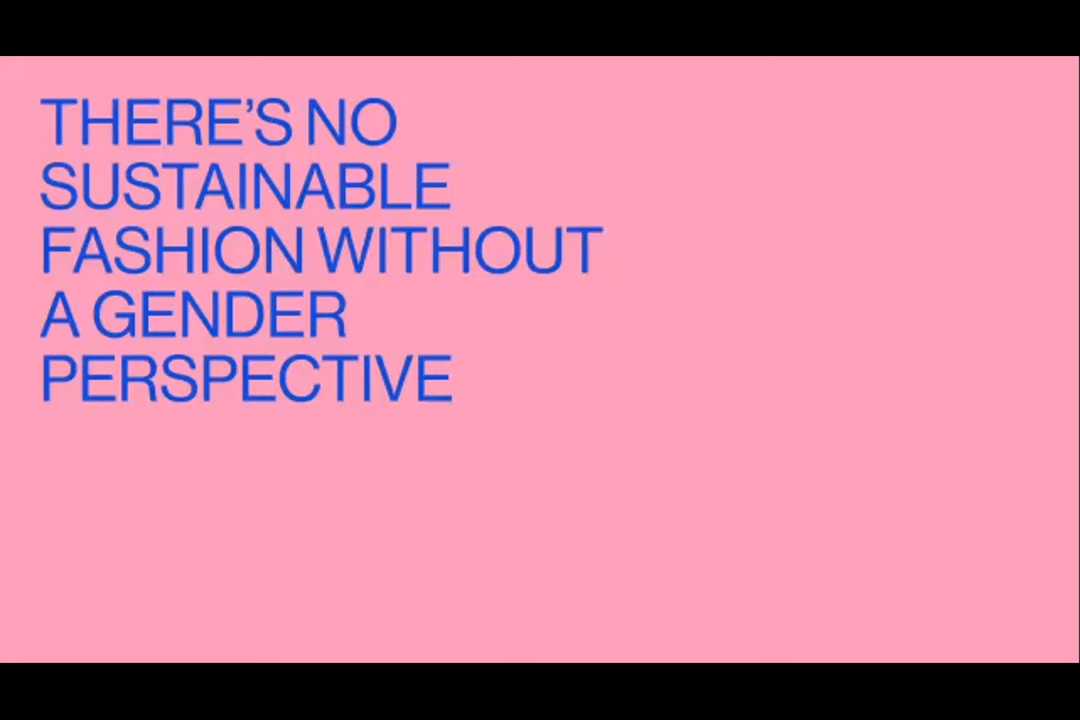 THERE’S NO
SUSTAINABLE
FASHION WITHOUT
A GENDER
PERSPECTIVE